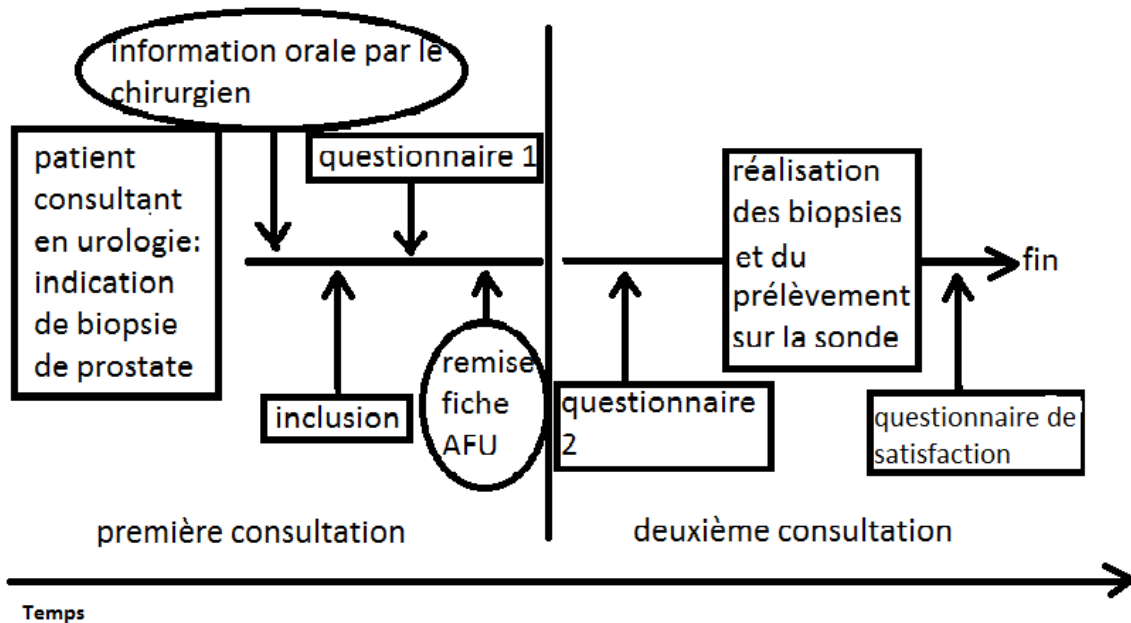 information orale par le
chirurgien
patient
consultant
en urologie:
indication
de biopsie
de prostate
questionnaire 1
inclusion
remise
fiche
AFU
questionnaire
2
réalisation
des biopsies
et du
prélèvement
sur la sonde
fin
questionnaire de
satisfaction
première consultation
deuxième consultation
Temps